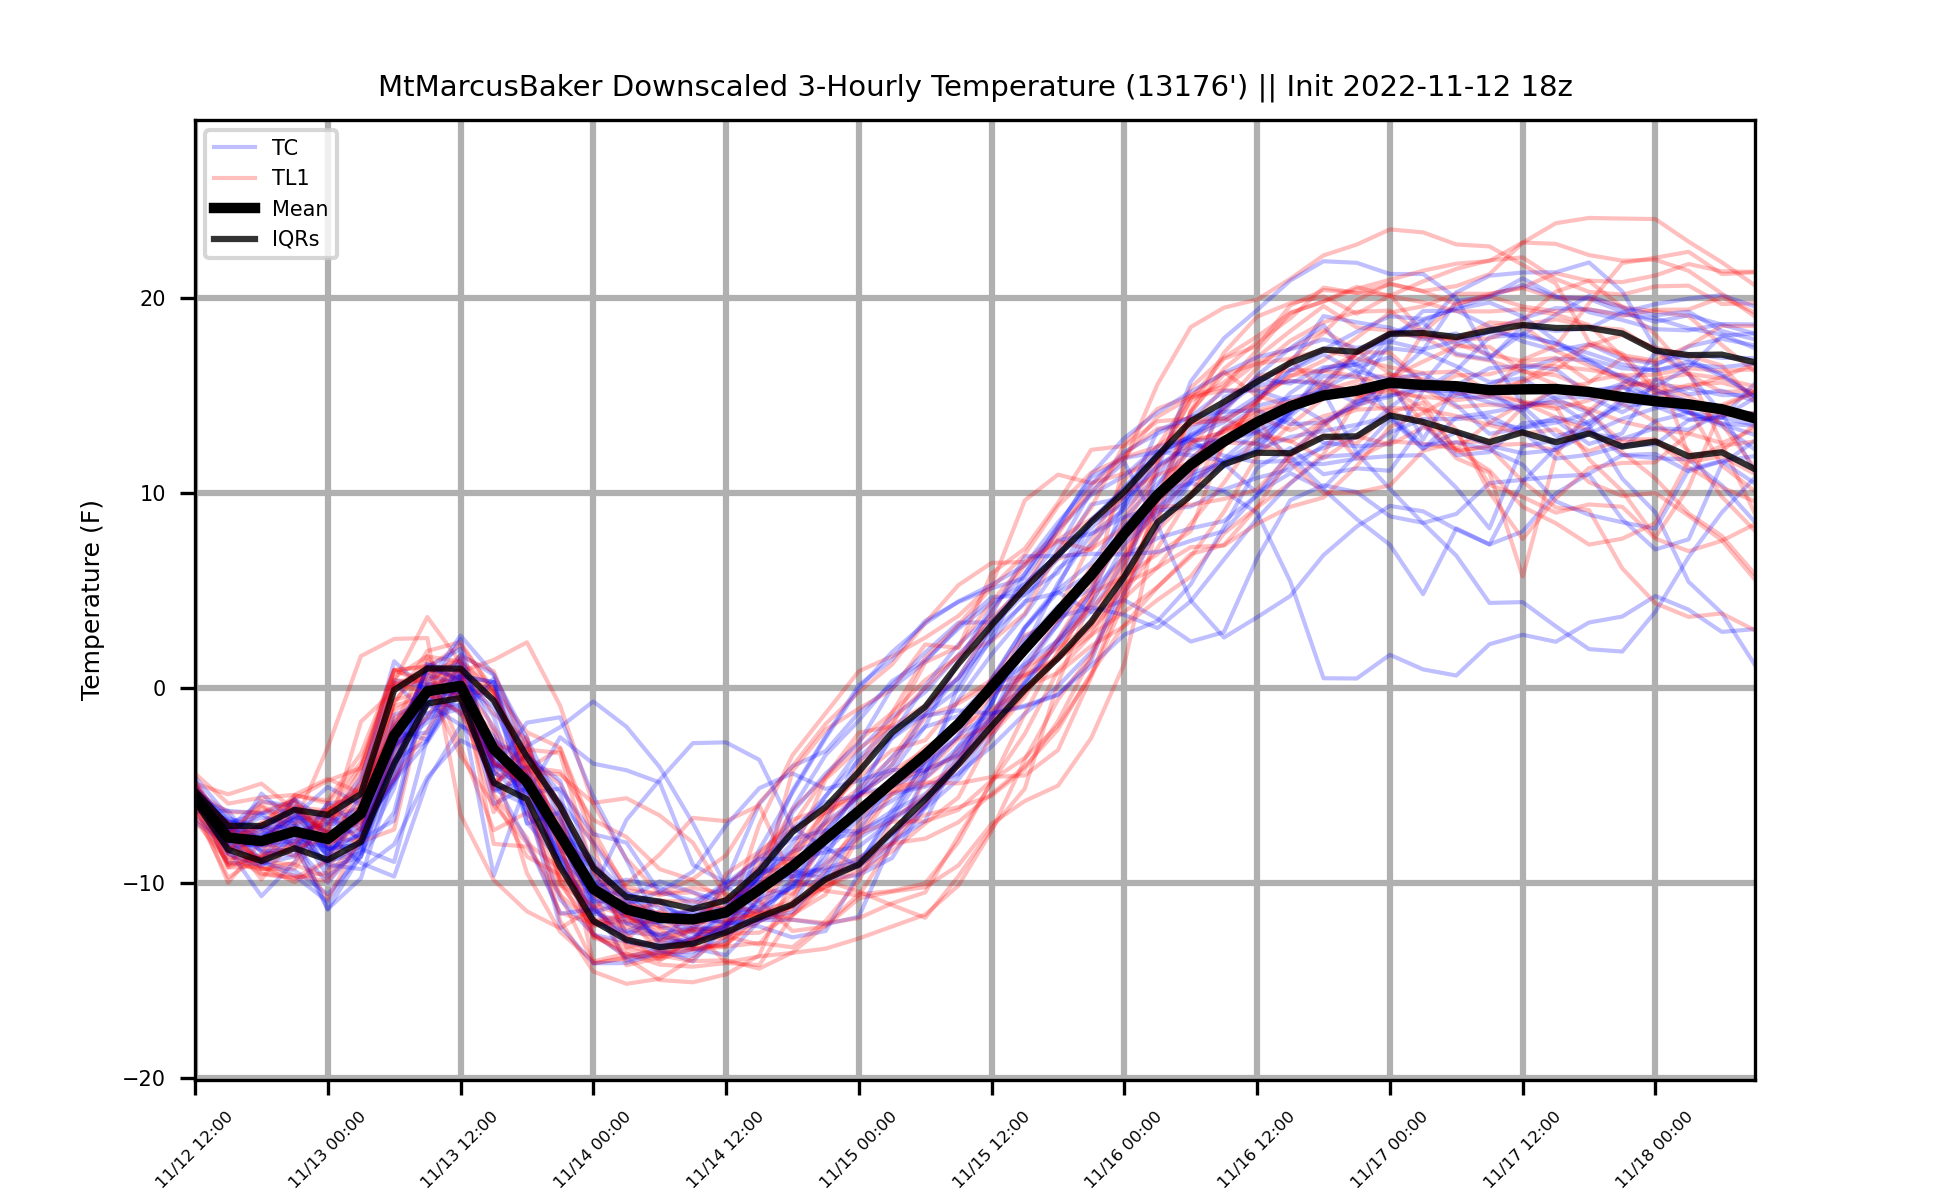 MtMarcusBaker Downscaled 3-Hourly Temperature (13176') || Init 2022-11-12 18z
TC
TL1
Mean
IQRs
Temperature (F)
20
10
0
−10
−20
11/12 12:00
11/13 00:00
11/13 12:00
11/14 00:00
11/14 12:00
11/15 00:00
11/15 12:00
11/16 00:00
11/16 12:00
11/17 00:00
11/17 12:00
11/18 00:00